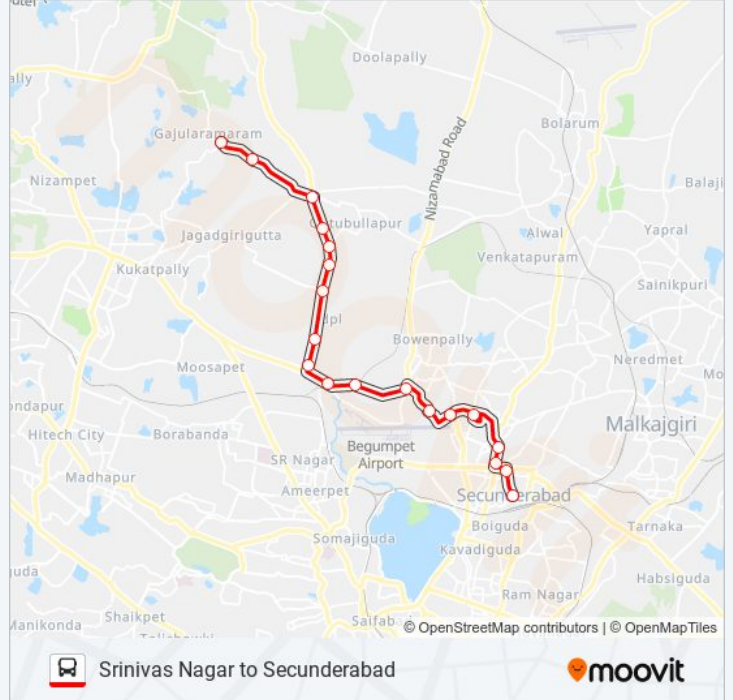 Doolapally
Bolarum
Gajularamaram
Nizamabad Road
Nizampet
Balaji
Jagadgirigutta
Alwal
Yapral
Venkatapuram
Kukatpally
Sainikpuri
Bowenpally
Neredmet
Moosapet
Malkajgiri
Hitech City
Borabanda
Begumpet
Airport
SR Nagar
Madhapur
Ameerpet
Secunderabad
Boiguda
Tarnaka
Somajiguda
Kavadiguda
Habsiguda
Ram Nagar
Shaikpet
Saifab
© OpenStreetMap contributors | © OpenMapTiles
Srinivas Nagar to Secunderabad
moovit